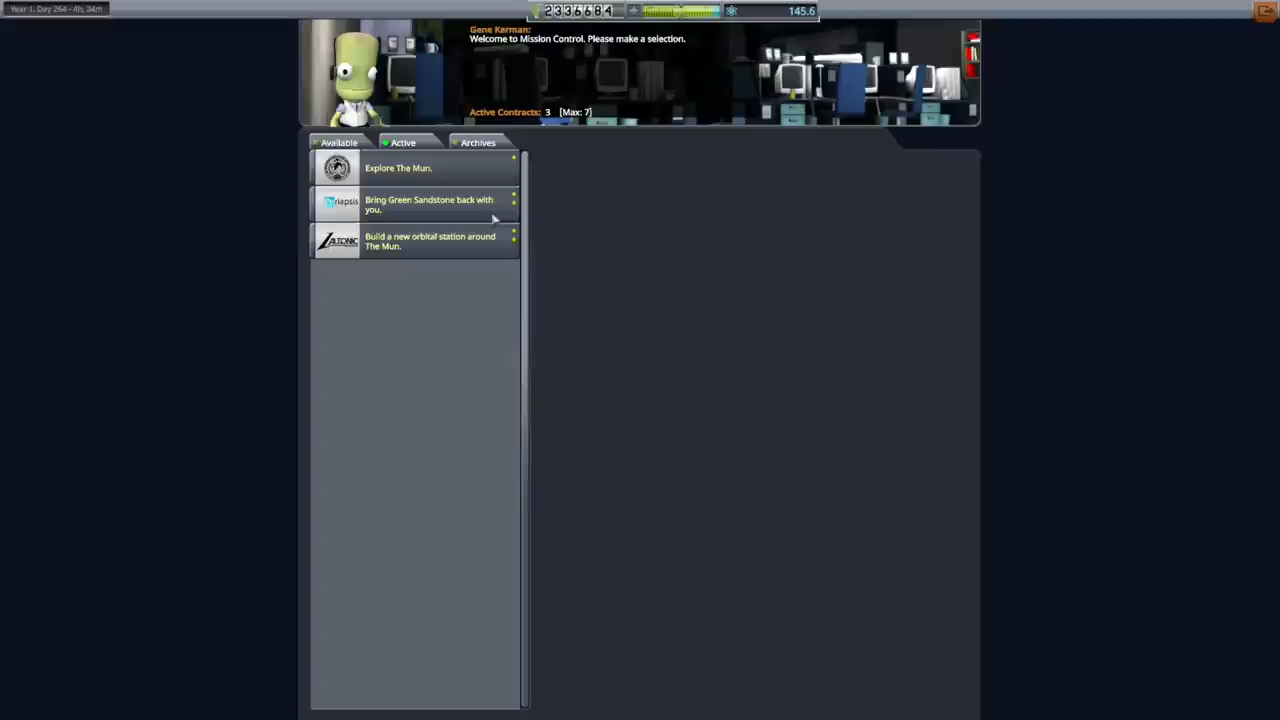 Year 1, Day 264 - 4h, 34m
2336684
145.6
Gene Kerman:
Welcome to Mission Control. Please make a selection.
Active Contracts: 3 [Max: 7]
Available
Active
Archives
Explore The Mun.
Periapsis
Bring Green Sandstone back with
you.
ZALTONIC
Build a new orbital station around
The Mun.